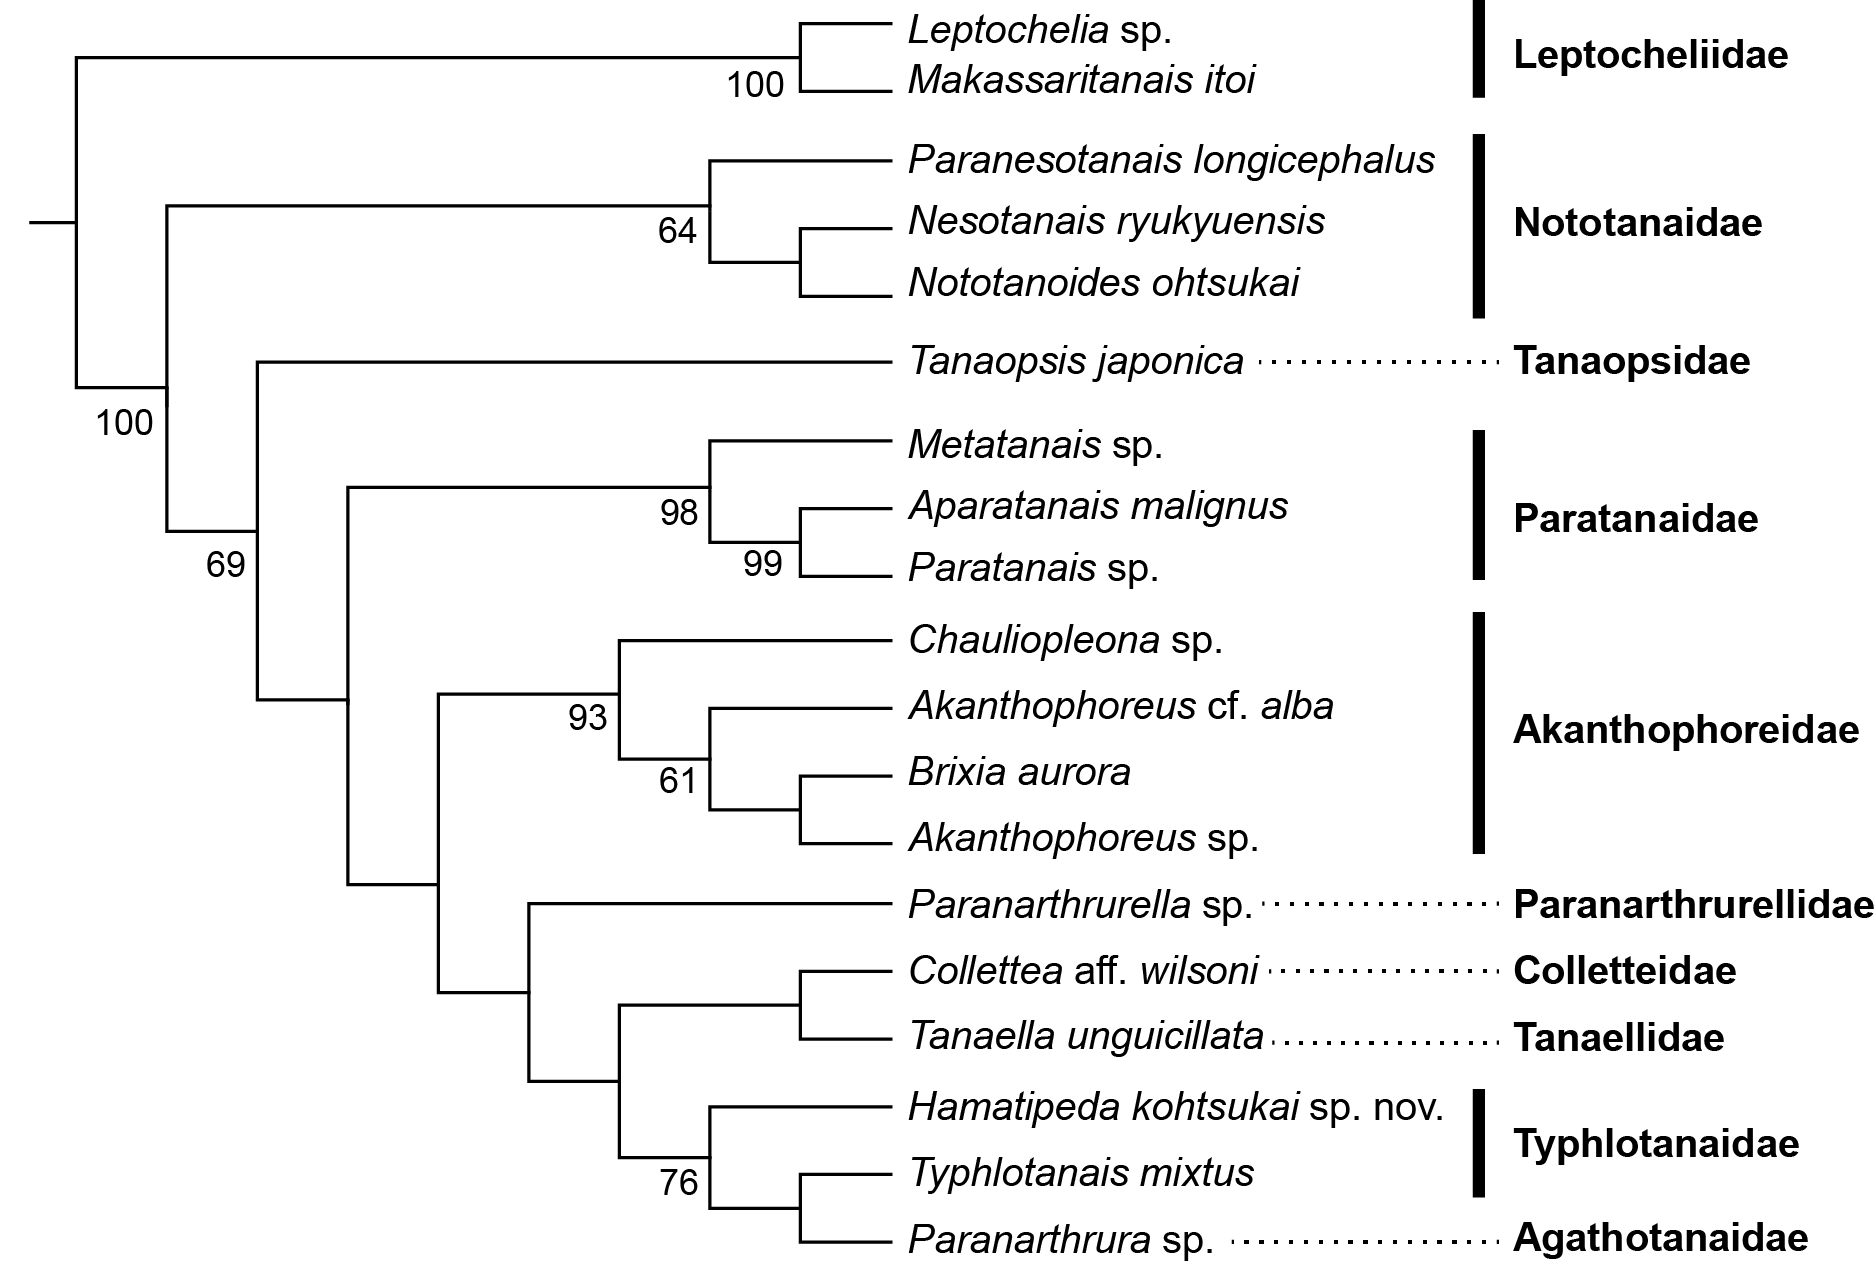 Leptochelia sp.
Makassaritanais itoi
Leptocheliidae
100
Paranesotanais longicephalus
Nesotanais ryukyuensis
Nototanoides ohtsukai
Nototanaidae
64
Tanaopsis japonica
Tanaopsidae
100
Metatanais sp.
Aparatanais malignus
Paratanais sp.
Paratanaidae
98
99
69
Chauliopleona sp.
Akanthophoreus cf. alba
Brixia aurora
Akanthophoreus sp.
Akanthophoreidae
93
61
Paranarthrurella sp.
Paranarthrurellidae
Collettea aff. wilsoni
Colletteidae
Tanaella unguicillata
Tanaellidae
Hamatipeda kohtsukai sp. nov.
Typhlotanais mixtus
Typhlotanaidae
76
Paranarthrura sp.
Agathotanaidae